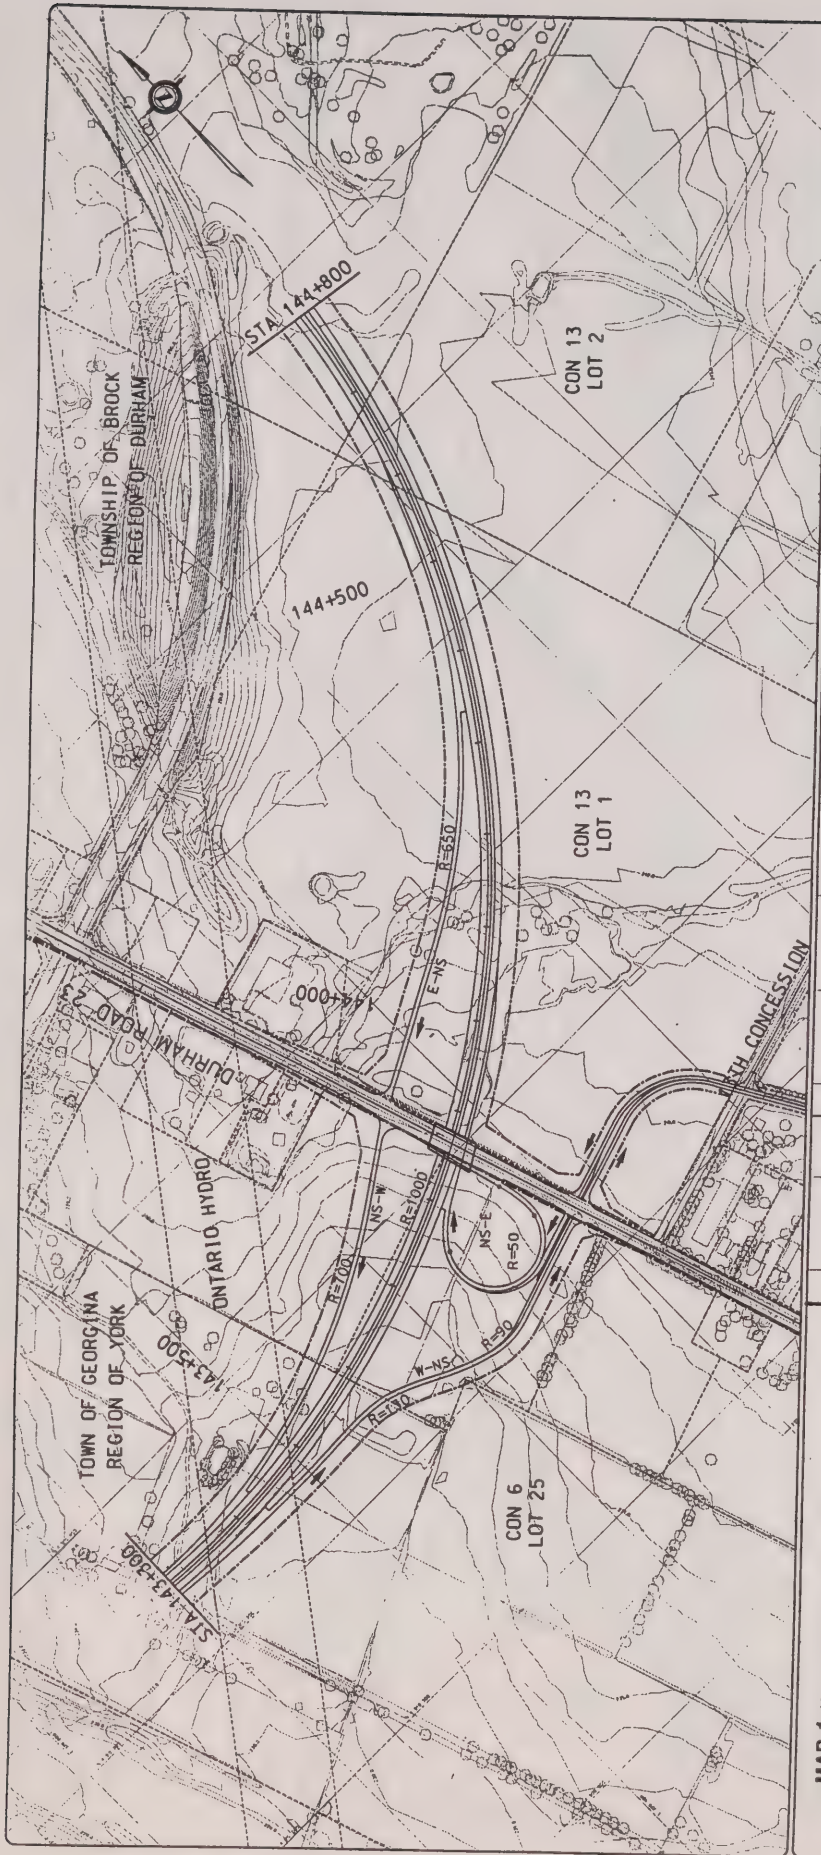 STA. 144+800
TOWNSHIP OF BROCK
REGION OF DURHAM
CON 13
LOT 2
144+500
CON 13
LOT 1
R=650
E-NS
144+000
DURHAM ROAD 23
CONCESSION
ONTARIO HYDRO
NS-W
R=700
R=1000
NS-E
R=50
R=90
W-NS
R=130
TOWN OF GEORGINA
REGION OF YORK
143+500
STA 143+300
CON 6
LOT 25